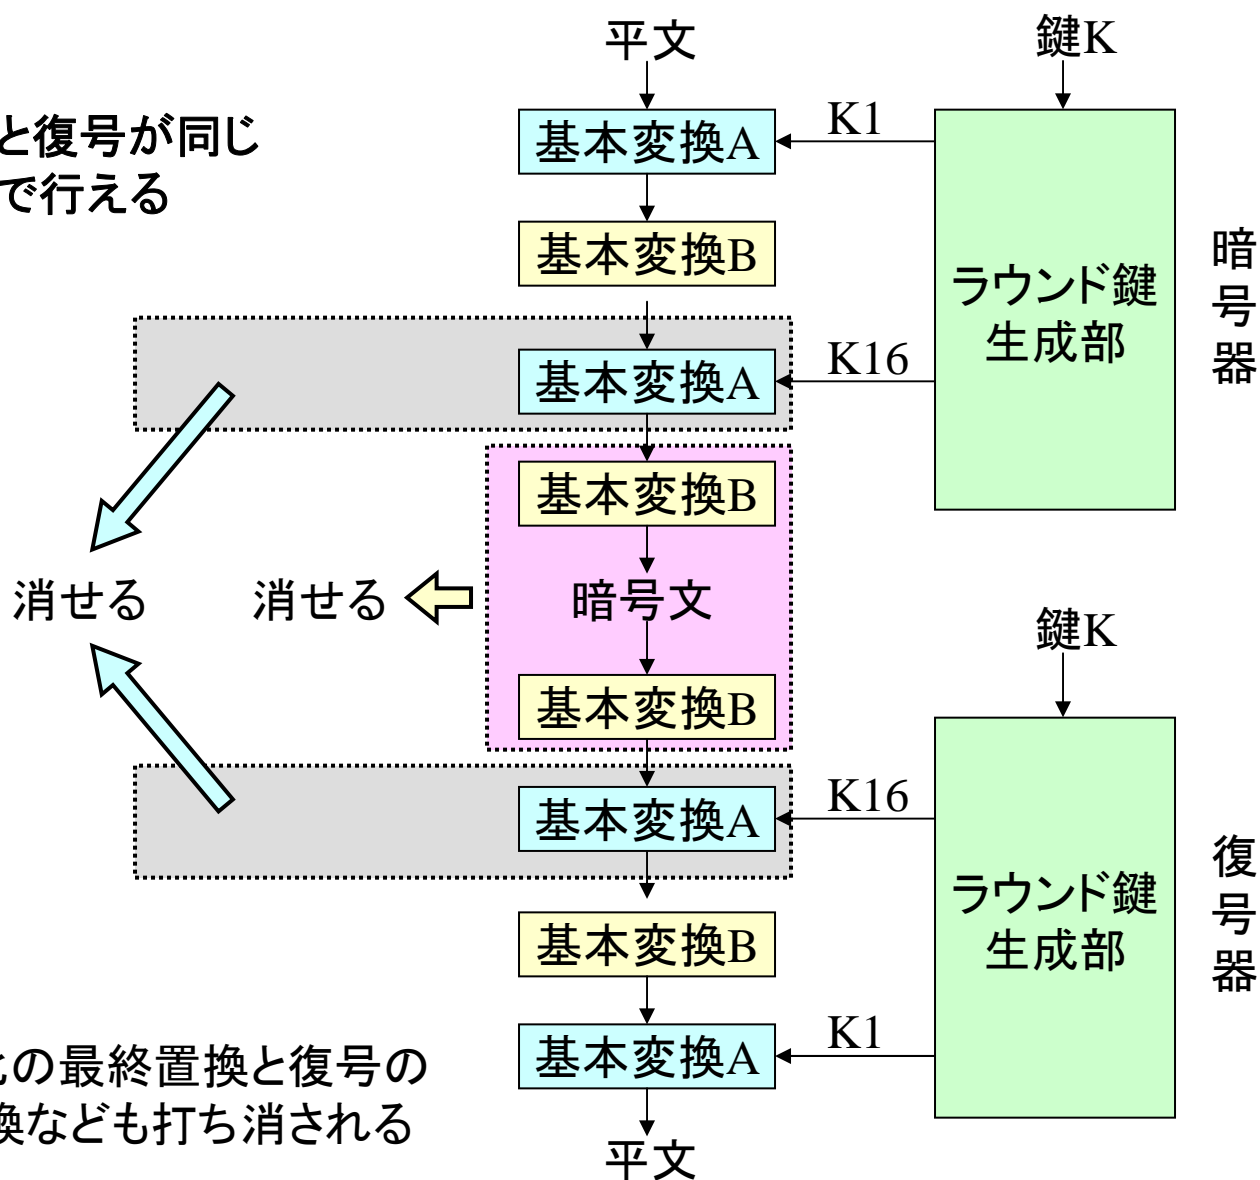 平文
鍵K
と復号が同じ
で行える
基本変換A
K1
基本変換B
ラウンド鍵
生成部
暗号器
基本変換A
K16
基本変換B
消せる
消せる
暗号文
鍵K
基本変換B
基本変換A
K16
ラウンド鍵
生成部
復号器
基本変換B
基本変換A
K1
の最終置換と復号の
換なども打ち消される
平文